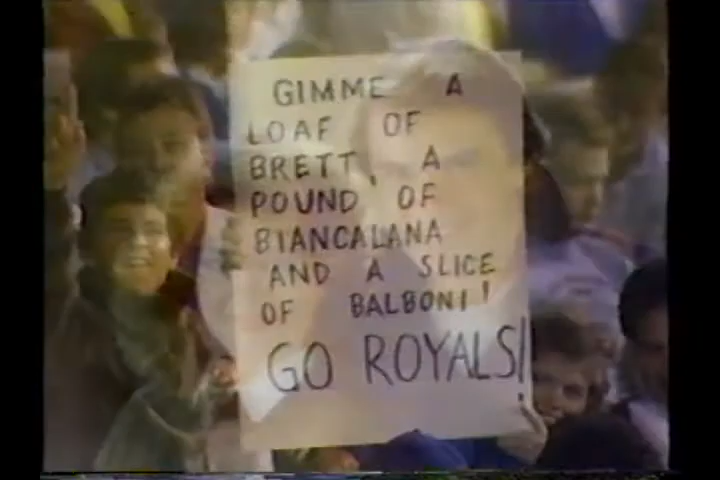 GIMME A
LOAF OF
BRETT, A
POUND OF
BIANCALANA
AND A SLICE
OF BALBONI!
GO ROYALS!